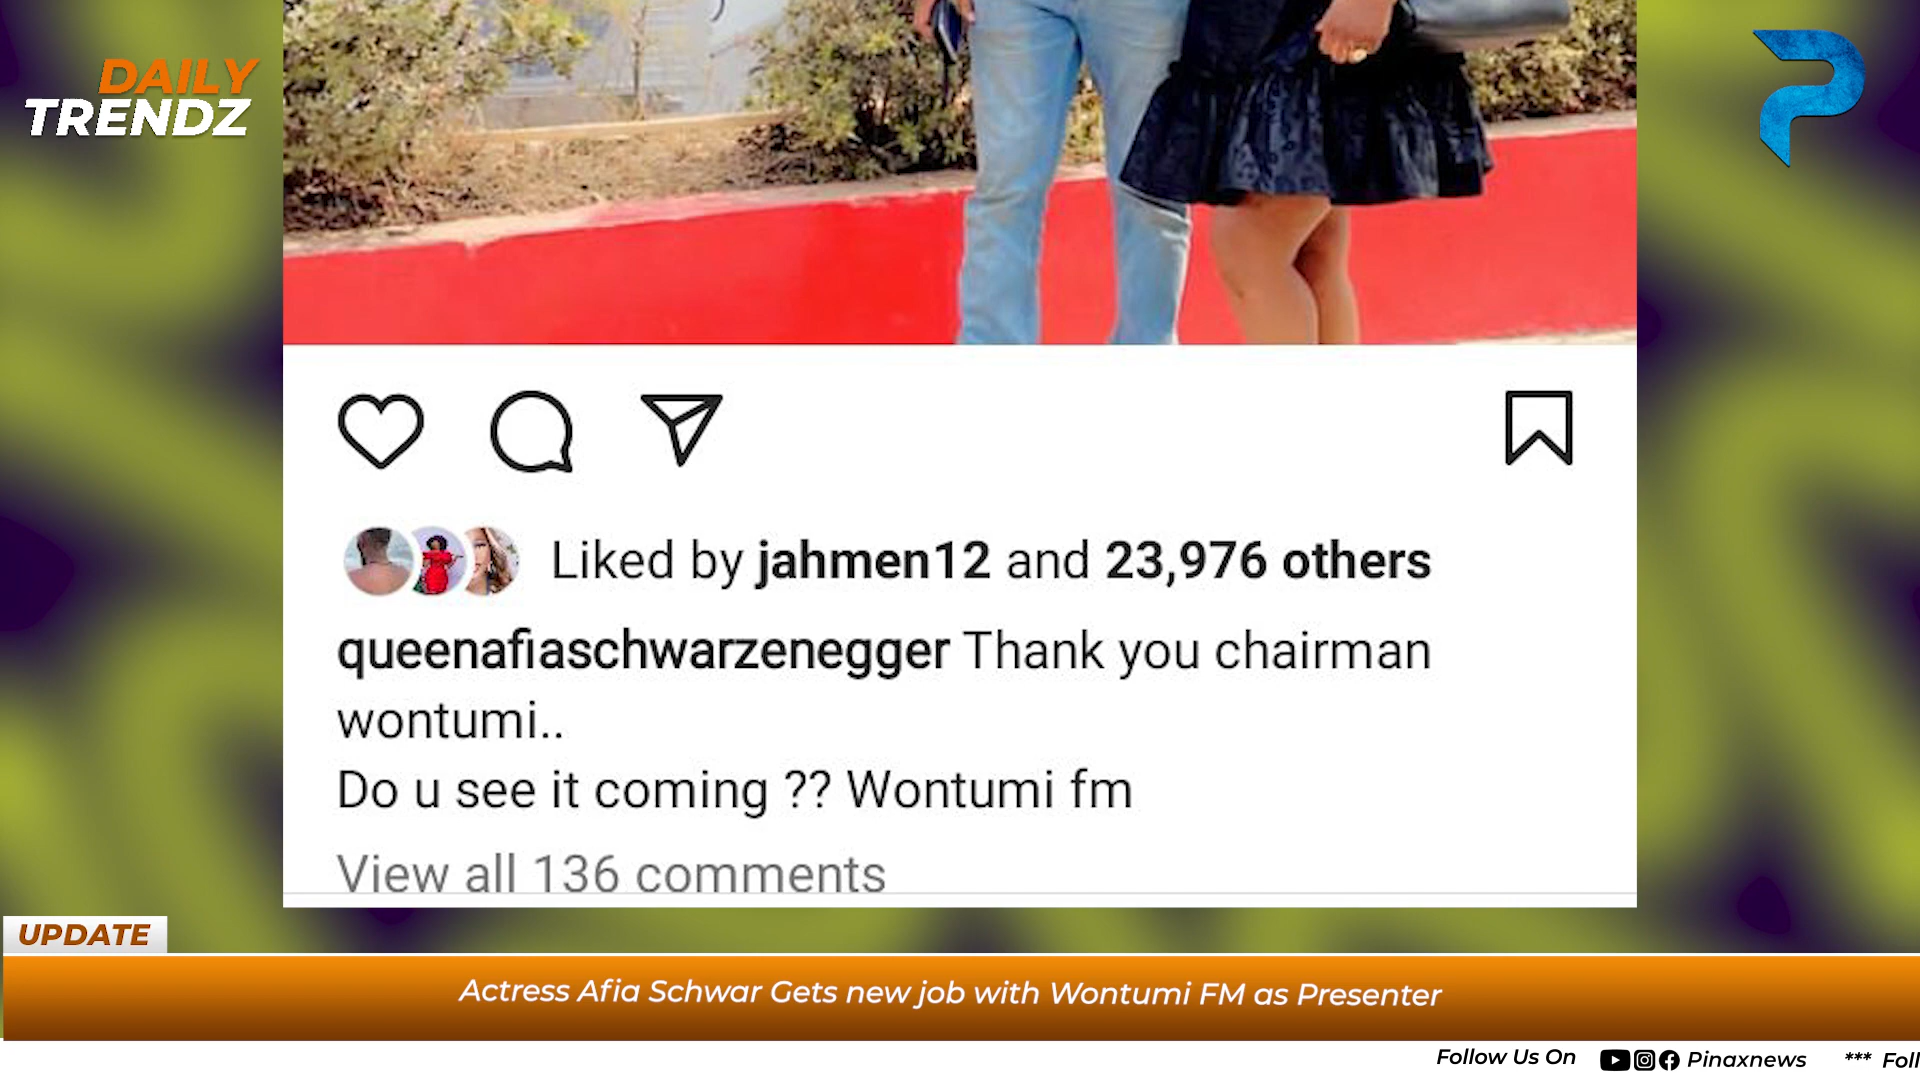 DAILY
TRENDZ
Liked by jahmen12 and 23,976 others
queenafiaschwarzenegger Thank you chairman
wontumi..
Do u see it coming ?? Wontumi fm
View all 136 comments
UPDATE
Actress Afia Schwar Gets new job with Wontumi FM as Presenter
Follow Us On Pinaxnews *** Foll